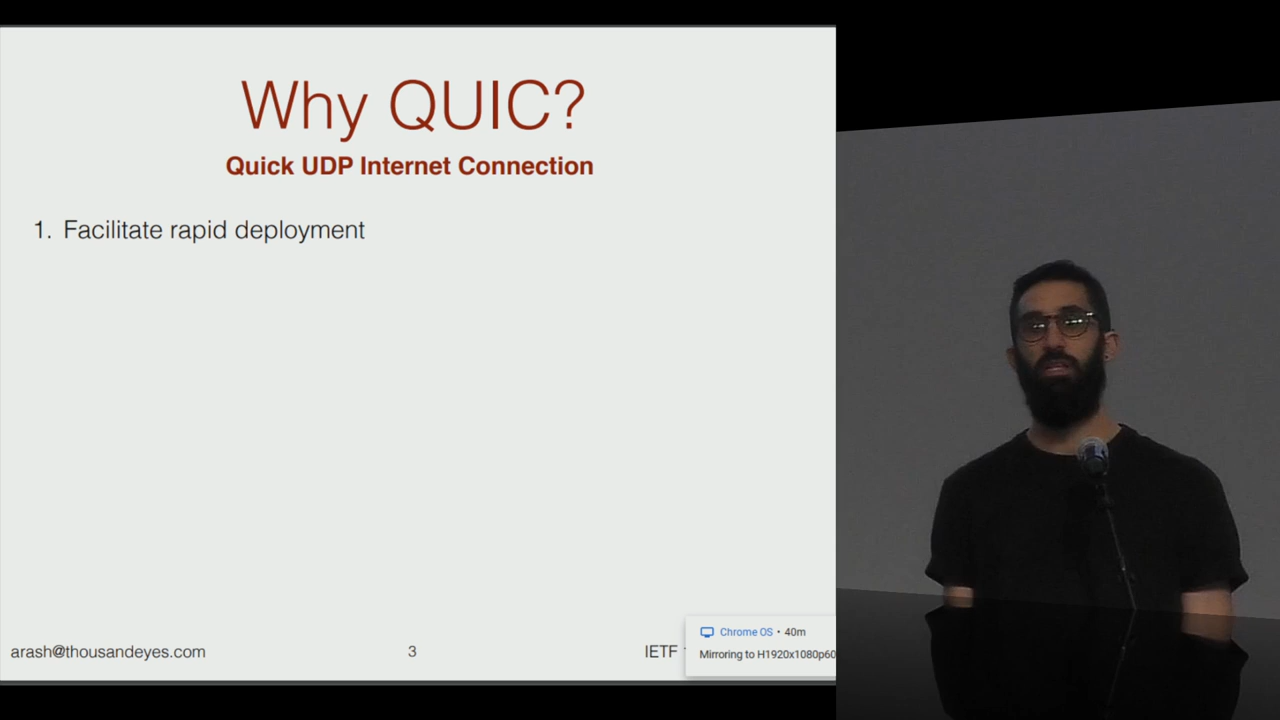 Why QUIC?
Quick UDP Internet Connection
1. Facilitate rapid deployment
arash@thousandeyes.com
3
IETF
Chrome OS • 40m
Mirroring to H1920x1080p60